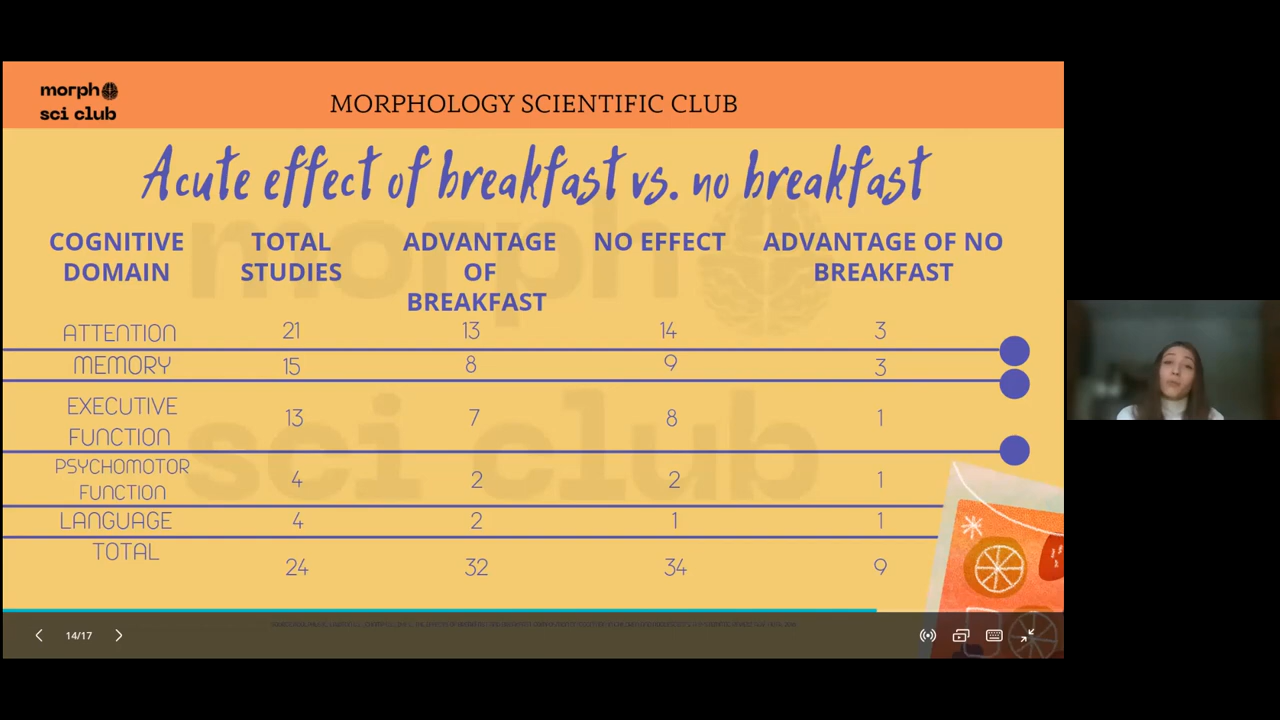 morph
sci club
MORPHOLOGY SCIENTIFIC CLUB
Acute effect of breakfast vs. no breakfast
COGNITIVE DOMAIN TOTAL STUDIES ADVANTAGE OF BREAKFAST NO EFFECT ADVANTAGE OF NO BREAKFAST
ATTENTION 21 13 14 3
MEMORY 15 8 9 3
EXECUTIVE FUNCTION 13 7 8 1
PSYCHOMOTOR FUNCTION 4 2 2 1
LANGUAGE 4 2 1 1
TOTAL 24 32 34 9
morph
sci club
14/17